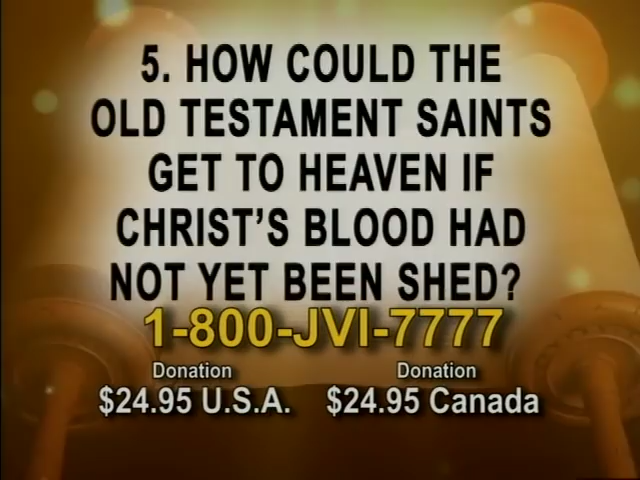 5. HOW COULD THE
OLD TESTAMENT SAINTS
GET TO HEAVEN IF
CHRIST'S BLOOD HAD
NOT YET BEEN SHED?
1-800-JVI-7777
Donation Donation
$24.95 U.S.A. $24.95 Canada